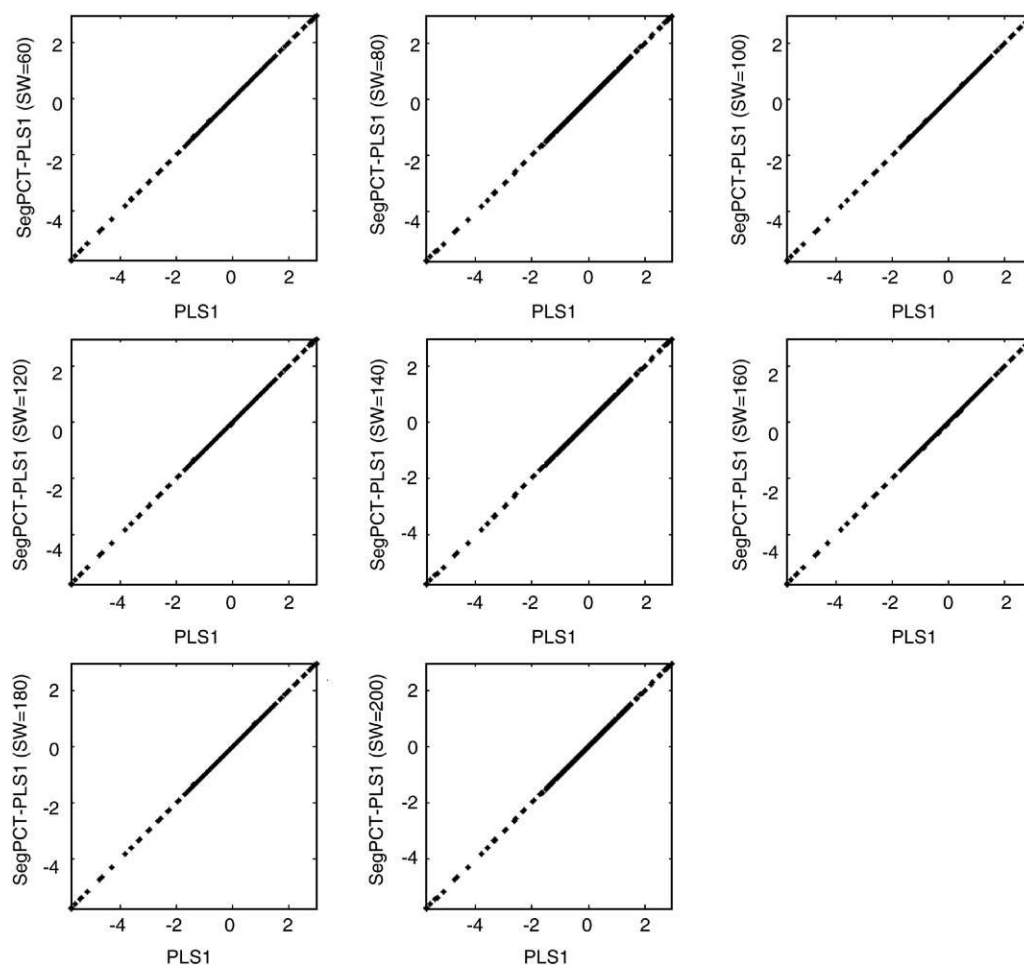 SegPCT-PLS1 (SW=60)
2
0
-2
-4
-4 -2 0 2
PLS1
SegPCT-PLS1 (SW=80)
2
0
-2
-4
-4 -2 0 2
PLS1
SegPCT-PLS1 (SW=100)
2
0
-2
-4
-4 -2 0 2
PLS1
SegPCT-PLS1 (SW=120)
2
0
-2
-4
-4 -2 0 2
PLS1
SegPCT-PLS1 (SW=140)
2
0
-2
-4
-4 -2 0 2
PLS1
SegPCT-PLS1 (SW=160)
2
0
-2
-4
-4 -2 0 2
PLS1
SegPCT-PLS1 (SW=180)
2
0
-2
-4
-4 -2 0 2
PLS1
SegPCT-PLS1 (SW=200)
2
0
-2
-4
-4 -2 0 2
PLS1